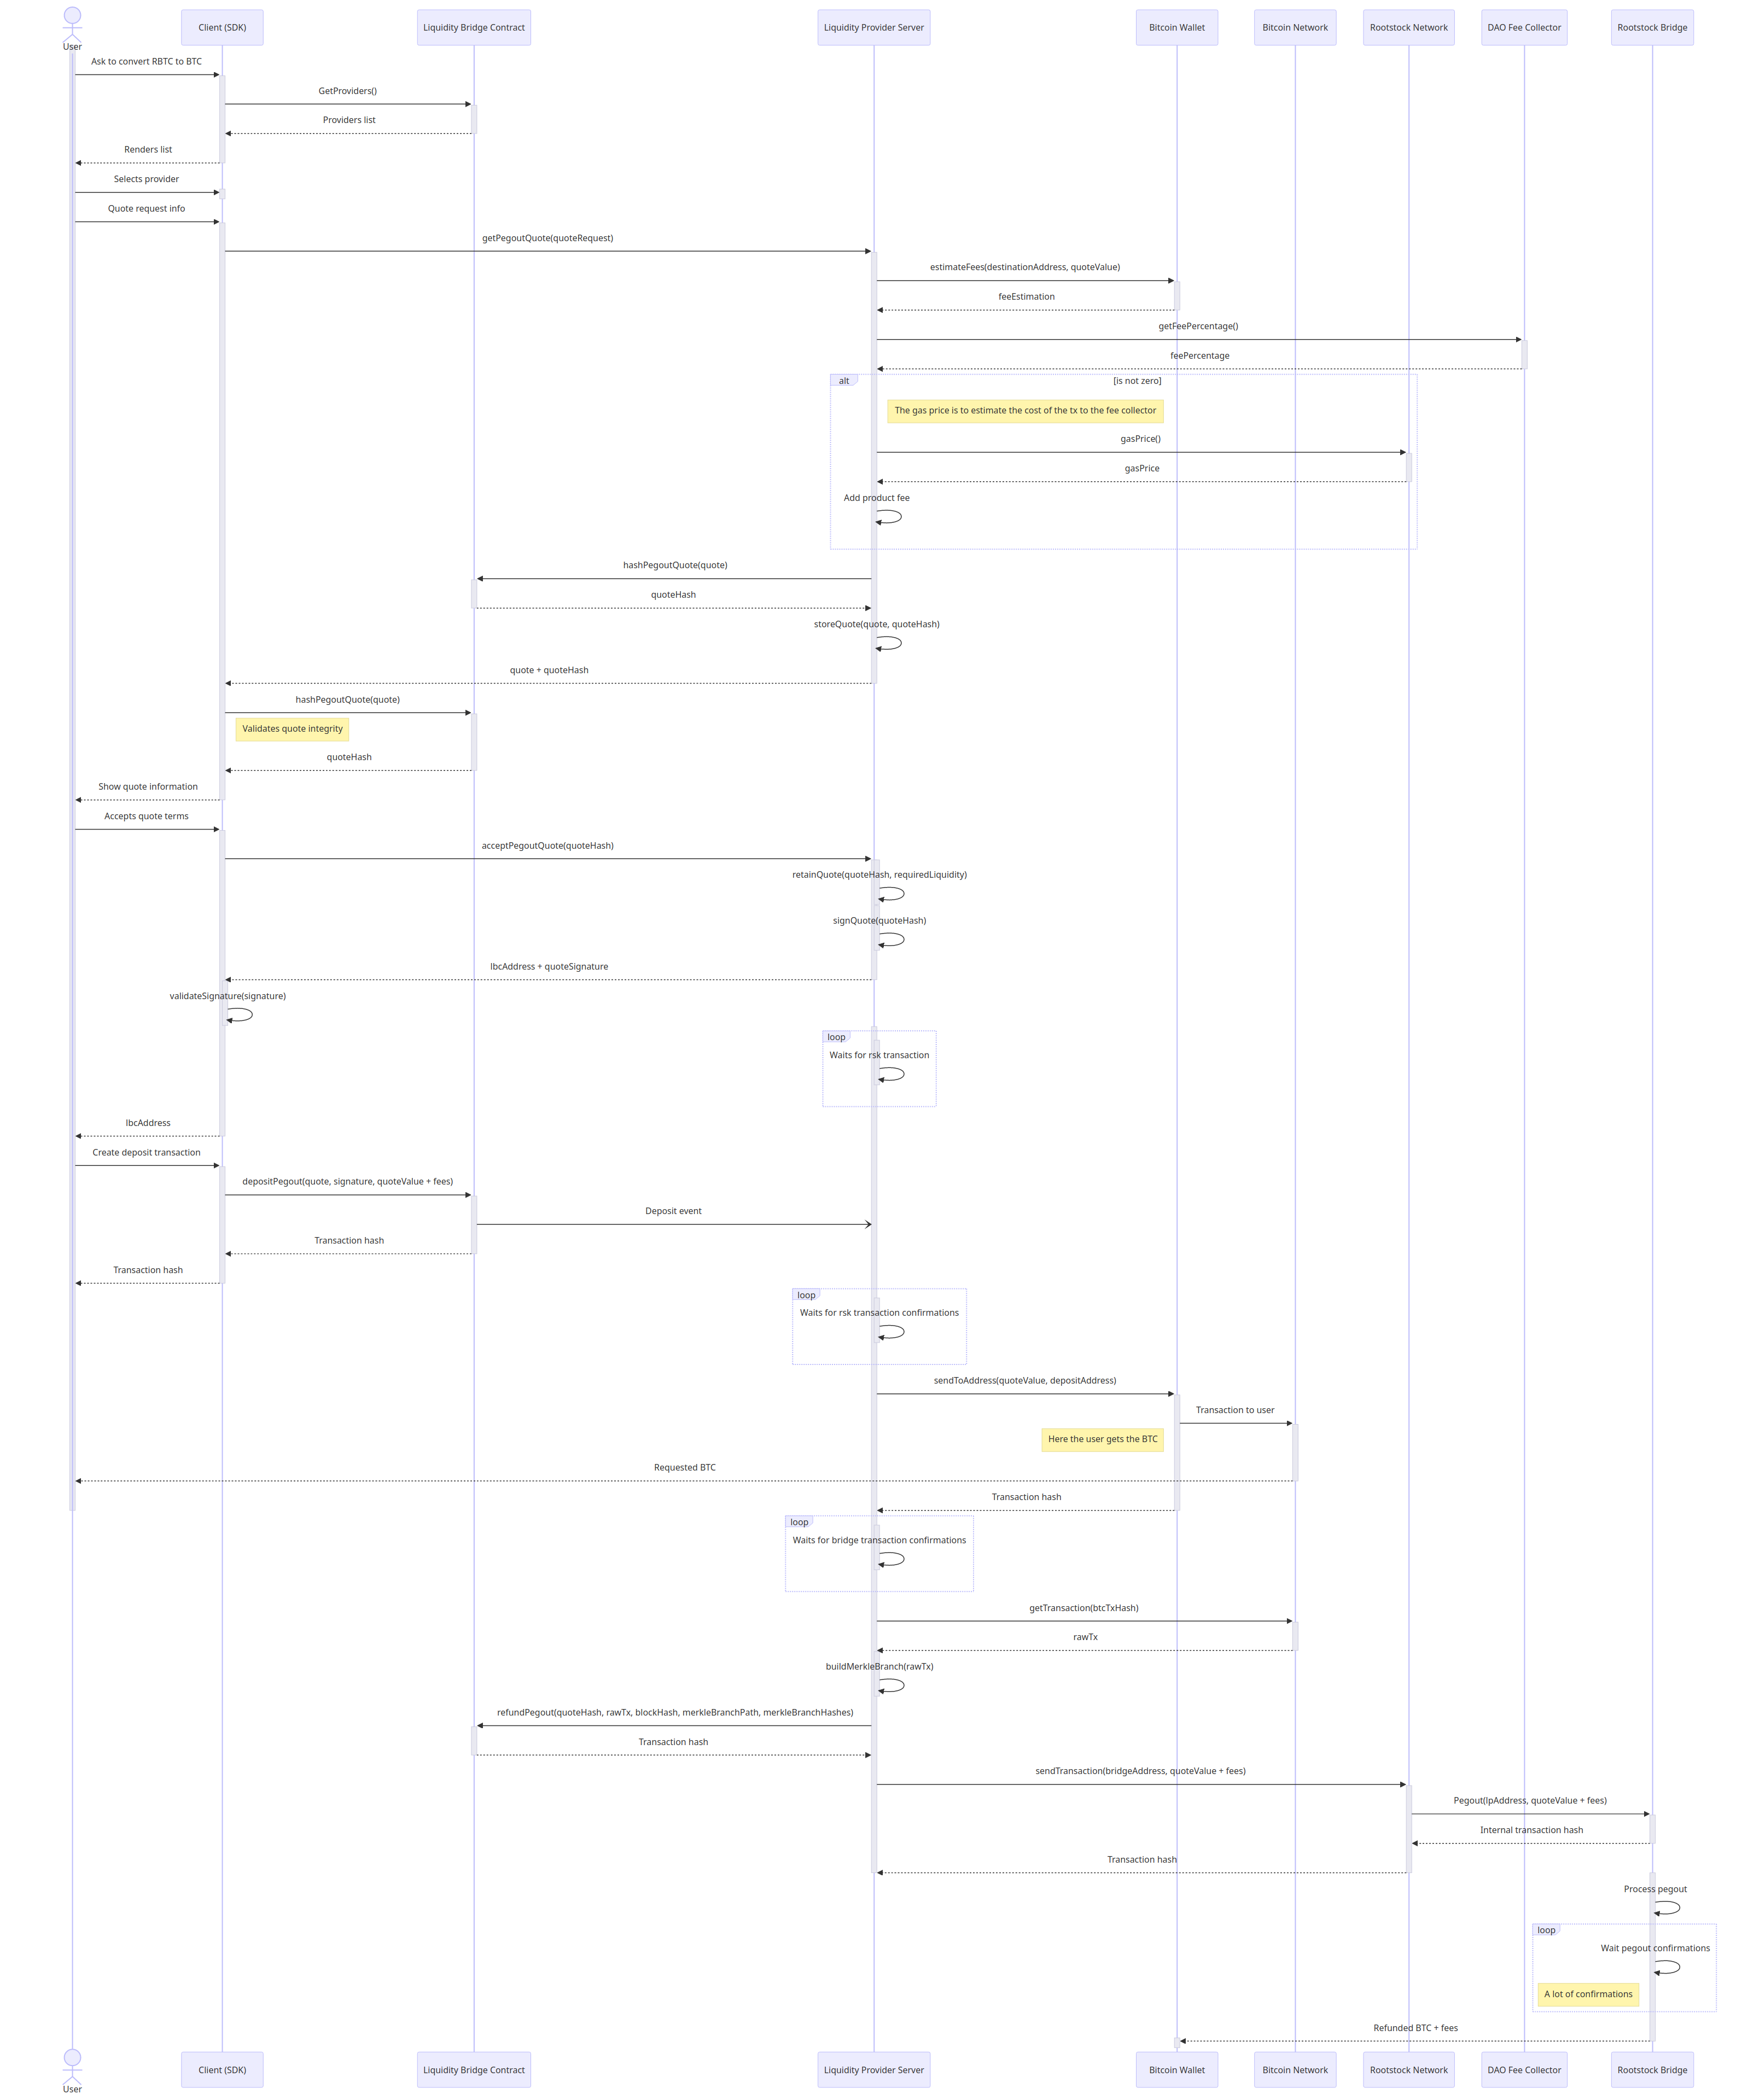 User
Client (SDK)
Liquidity Bridge Contract
Liquidity Provider Server
Bitcoin Wallet
Bitcoin Network
Rootstock Network
DAO Fee Collector
Rootstock Bridge
Ask to convert RBTC to BTC
GetProviders()
Providers list
Renders list
Selects provider
Quote request info
getPegoutQuote(quoteRequest)
estimateFees(destinationAddress, quoteValue)
feeEstimation
getFeePercentage()
feePercentage
alt
[is not zero]
The gas price is to estimate the cost of the tx to the fee collector
gasPrice()
gasPrice
Add product fee
hashPegoutQuote(quote)
quoteHash
storeQuote(quote, quoteHash)
quote + quoteHash
hashPegoutQuote(quote)
Validates quote integrity
quoteHash
Show quote information
Accepts quote terms
acceptPegoutQuote(quoteHash)
retainQuote(quoteHash, requiredLiquidity)
signQuote(quoteHash)
lbcAddress + quoteSignature
validateSignature(signature)
loop
Waits for rsk transaction
lbcAddress
Create deposit transaction
depositPegout(quote, signature, quoteValue + fees)
Deposit event
Transaction hash
Transaction hash
loop
Waits for rsk transaction confirmations
sendToAddress(quoteValue, depositAddress)
Transaction to user
Here the user gets the BTC
Requested BTC
Transaction hash
loop
Waits for bridge transaction confirmations
getTransaction(btcTxHash)
rawTx
buildMerkleBranch(rawTx)
refundPegout(quoteHash, rawTx, blockHash, merkleBranchPath, merkleBranchHashes)
Transaction hash
sendTransaction(bridgeAddress, quoteValue + fees)
Pegout(lpAddress, quoteValue + fees)
Internal transaction hash
Transaction hash
Process pegout
loop
Wait pegout confirmations
A lot of confirmations
Refunded BTC + fees
User
Client (SDK)
Liquidity Bridge Contract
Liquidity Provider Server
Bitcoin Wallet
Bitcoin Network
Rootstock Network
DAO Fee Collector
Rootstock Bridge